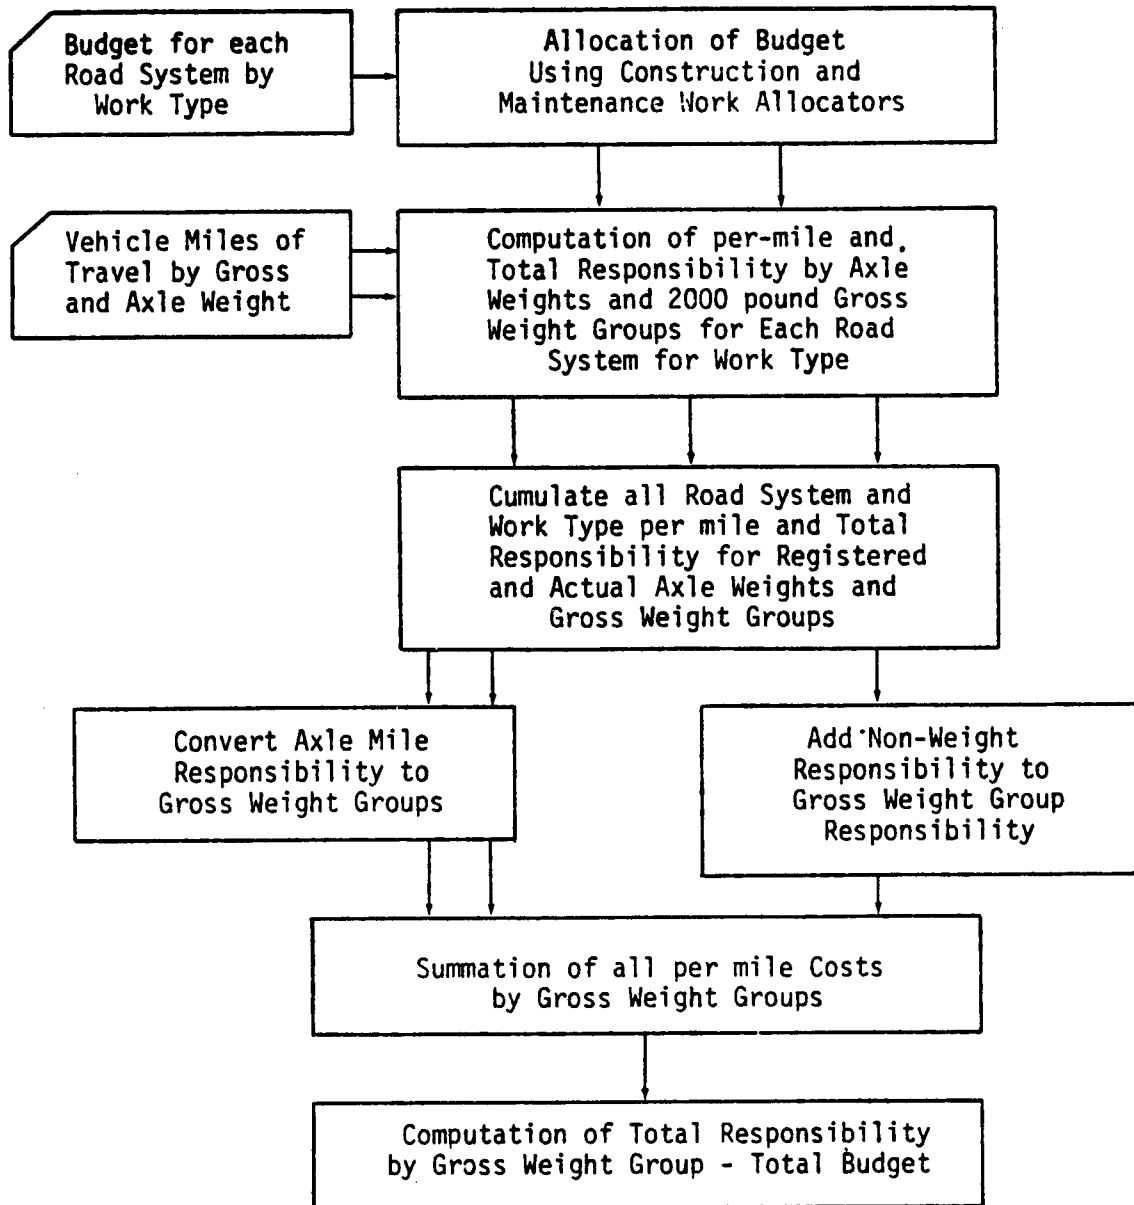 Budget for each
Road System by
Work Type
Allocation of Budget
Using Construction and
Maintenance Work Allocators
Vehicle Miles of
Travel by Gross
and Axle Weight
Computation of per-mile and.
Total Responsibility by Axle
Weights and 2000 pound Gross
Weight Groups for Each Road
System for Work Type
Cumulate all Road System and
Work Type per mile and Total
Responsibility for Registered
and Actual Axle Weights and
Gross Weight Groups
Convert Axle Mile
Responsibility to
Gross Weight Groups
Add Non-Weight
Responsibility to
Gross Weight Group
Responsibility
Summation of all per mile Costs
by Gross Weight Groups
Computation of Total Responsibility
by Gross Weight Group - Total Budget